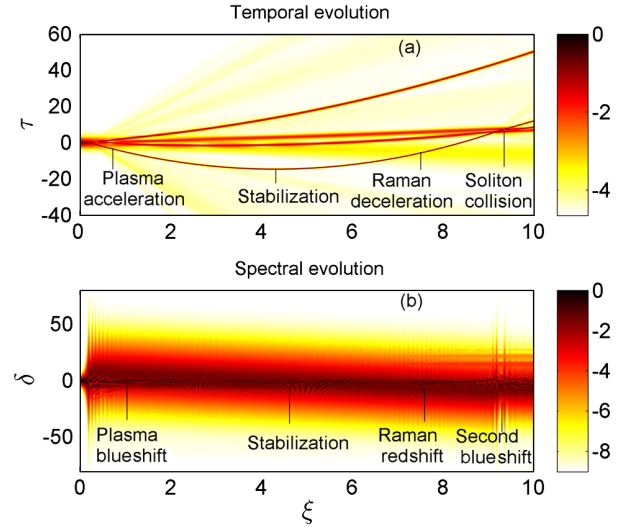 Temporal evolution
(a)
60
40
20
0
-20
-40
τ
Plasma
acceleration
Stabilization
Raman
deceleration
Soliton
collision
0 2 4 6 8 10
0
-2
-4
Spectral evolution
(b)
50
0
-50
δ
Plasma
blueshift
Stabilization
Raman
redshift
Second
blueshift
0 2 4 6 8 10
ξ
0
-2
-4
-6
-8